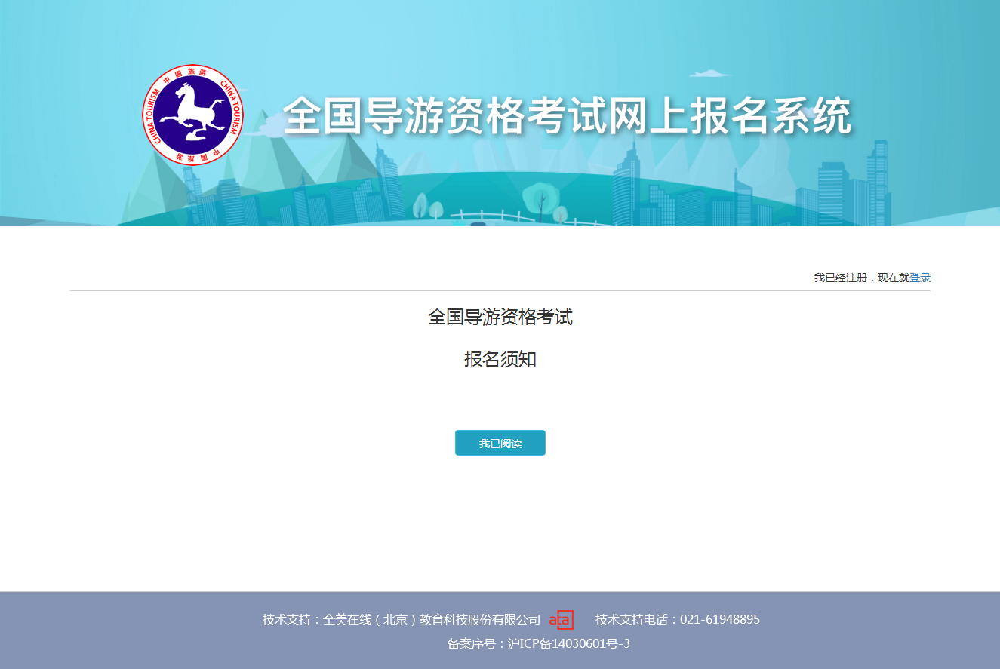 中国旅游
CHINA TOURISM
CHINA TOURISM
中国旅游
全国导游资格考试网上报名系统
我已经注册，现在就登录
全国导游资格考试
报名须知
我已阅读
技术支持：全美在线（北京）教育科技股份有限公司 ata 技术支持电话：021-61948895
备案序号：沪ICP备14030601号-3